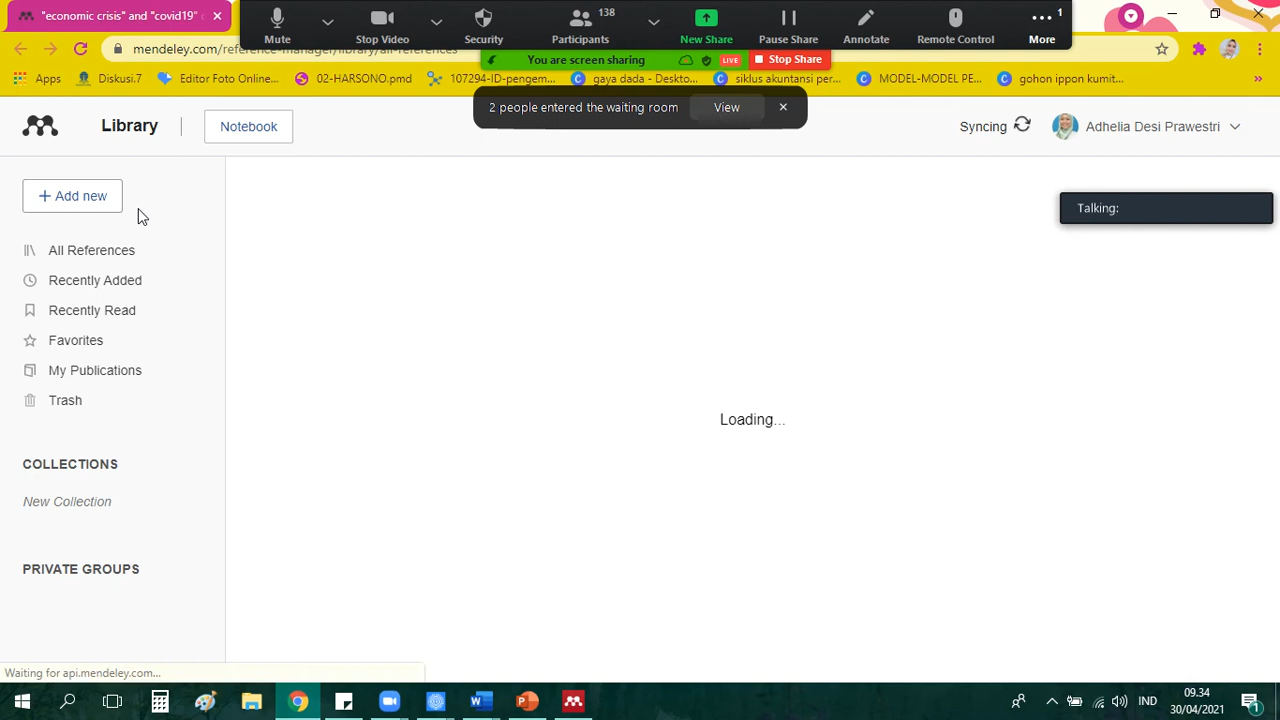 "economic crisis" and "covid19"
Mute
Stop Video
Security
138
Participants
New Share
Pause Share
Annotate
Remote Control
1
More
mendeley.com/reference-manager/library/all-references
You are screen sharing
LIVE
Stop Share
Apps
Diskusi.7
Editor Foto Online...
02-HARSONO.pmd
107294-ID-pengem...
gaya dada - Deskto...
siklus akuntansi per...
MODEL-MODEL PE...
gohon ippon kumit...
2 people entered the waiting room
View
Library
Notebook
Syncing
Adhelia Desi Prawestri
+ Add new
Talking:
All References
Recently Added
Recently Read
Favorites
My Publications
Trash
Loading...
COLLECTIONS
New Collection
PRIVATE GROUPS
Waiting for api.mendeley.com...
IND
09.34
30/04/2021
1